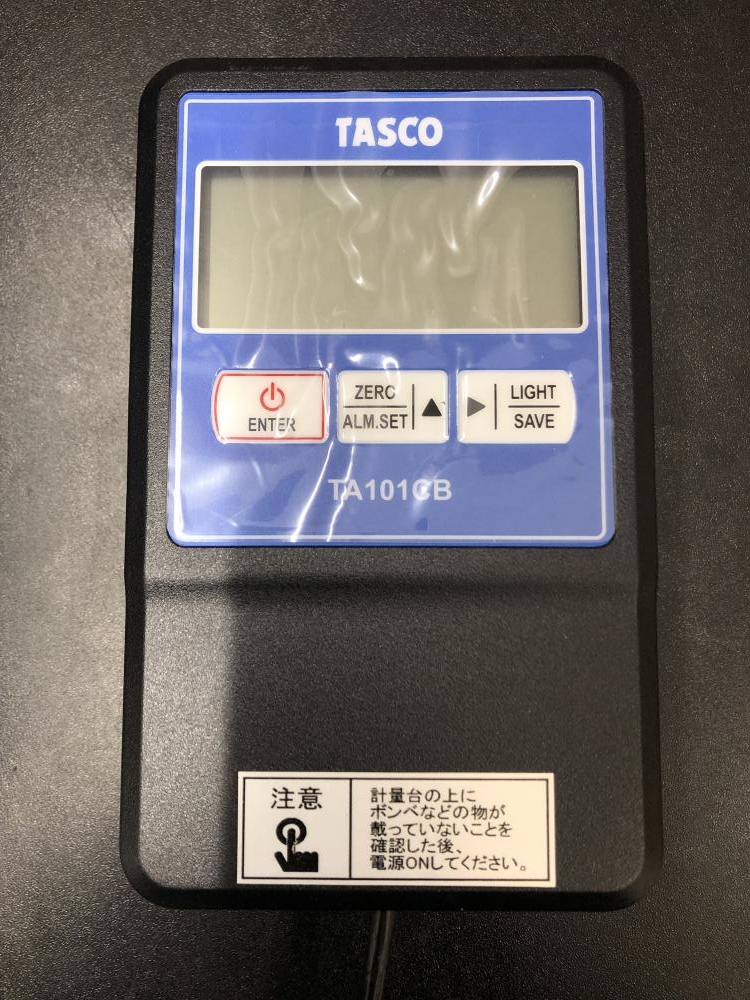 TASCO
ENTER
ZERO
ALM.SET
LIGHT
SAVE
TA101CB
注意
計量台の上に
ボンベなどの物が
載っていないことを
確認した後、
電源ONしてください。